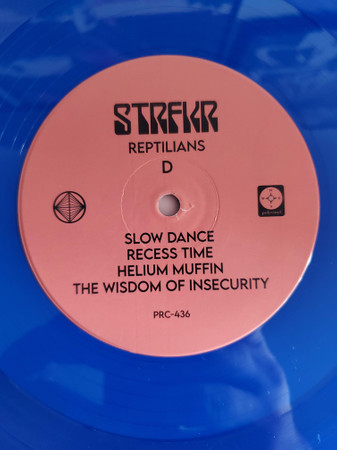 STRFKR
REPTILIANS
D
SLOW DANCE
RECESS TIME
HELIUM MUFFIN
THE WISDOM OF INSECURITY
PRC-436